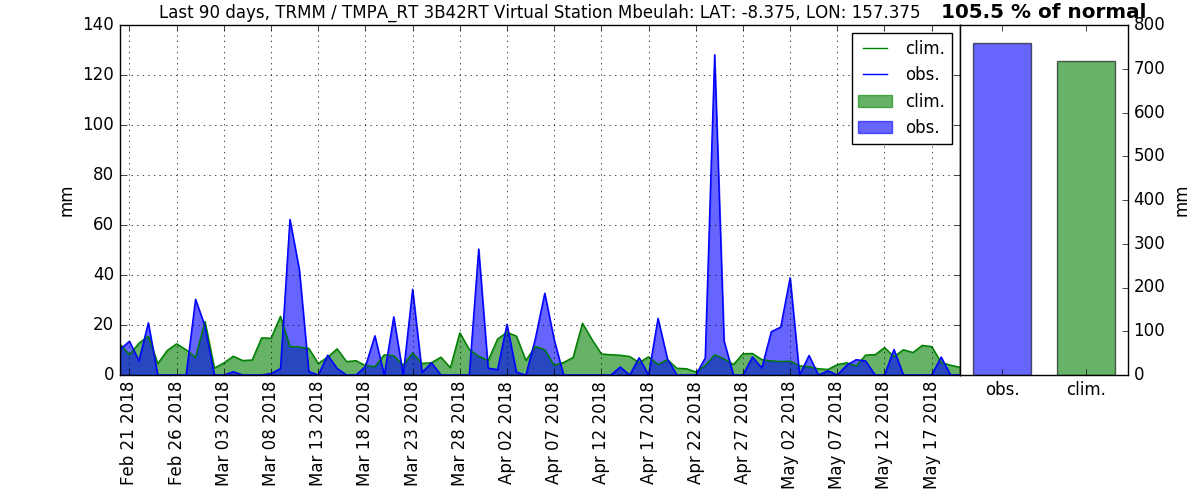 Last 90 days, TRMM / TMPA_RT 3B42RT Virtual Station Mbeulah: LAT: -8.375, LON: 157.375
105.5 % of normal
140
120
100
80
60
40
20
0
mm
clim.
obs.
clim.
obs.
800
700
600
500
400
300
200
100
0
mm
obs.
clim.
Feb 21 2018
Feb 26 2018
Mar 03 2018
Mar 08 2018
Mar 13 2018
Mar 18 2018
Mar 23 2018
Mar 28 2018
Apr 02 2018
Apr 07 2018
Apr 12 2018
Apr 17 2018
Apr 22 2018
Apr 27 2018
May 02 2018
May 07 2018
May 12 2018
May 17 2018